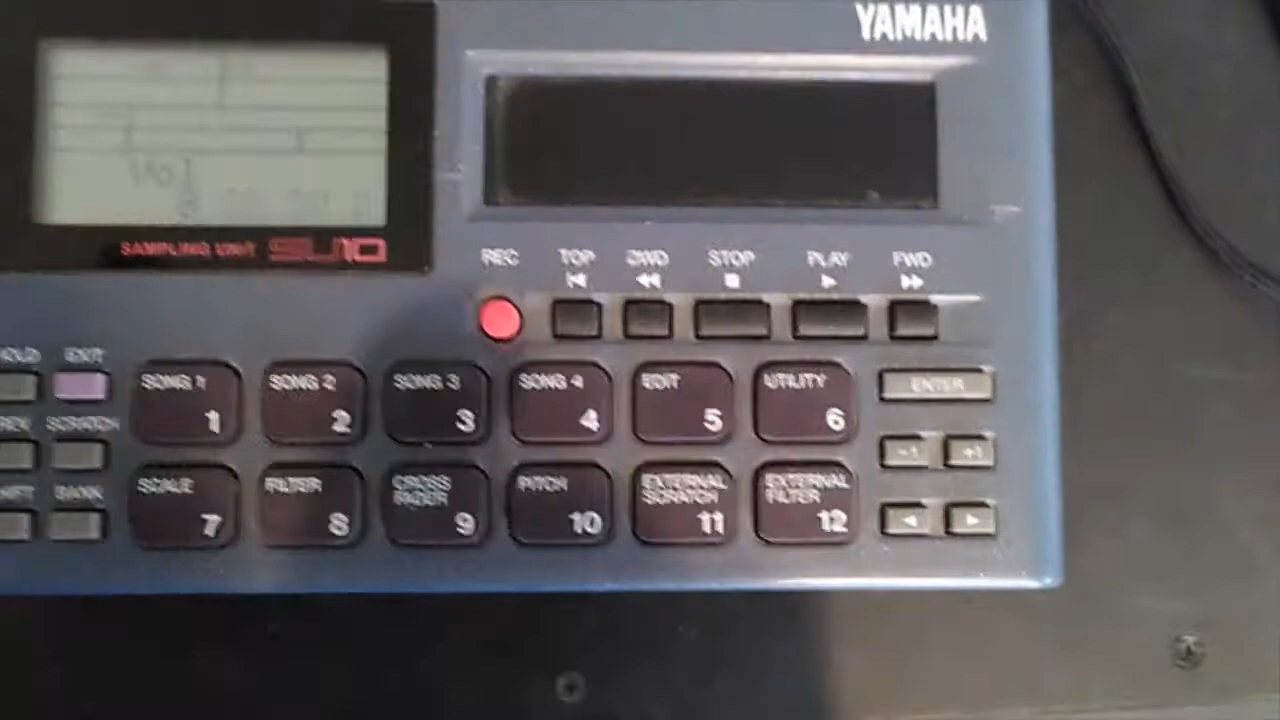 YAMAHA
Vol
SAMPLING UNIT SU10
REC TOP RWD STOP PLAY FWD
EXIT
SONG 1 SONG 2 SONG 3 SONG 4 EDIT UTILITY ENTER
1 2 3 4 5 6
SCRATCH
-1 +1
BANK
SCALE FILTER CROSS FADER PITCH EXTERNAL SCRATCH EXTERNAL FILTER
7 8 9 10 11 12